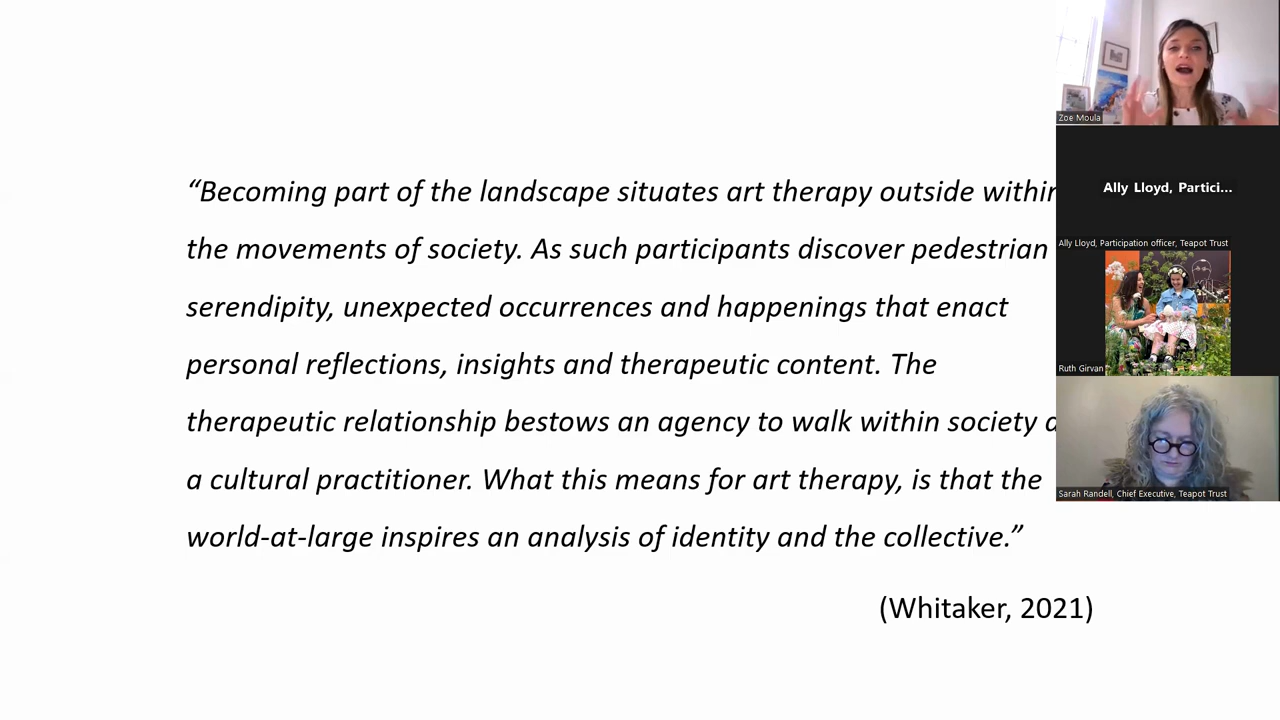 “Becoming part of the landscape situates art therapy outside within
the movements of society. As such participants discover pedestrian
serendipity, unexpected occurrences and happenings that enact
personal reflections, insights and therapeutic content. The
therapeutic relationship bestows an agency to walk within society
a cultural practitioner. What this means for art therapy, is that the
world-at-large inspires an analysis of identity and the collective.”
(Whitaker, 2021)
Zoe Moula
Ally Lloyd, Partici...
Ally Lloyd, Participation officer, Teapot Trust
Ruth Girvan
Sarah Randell, Chief Executive, Teapot Trust